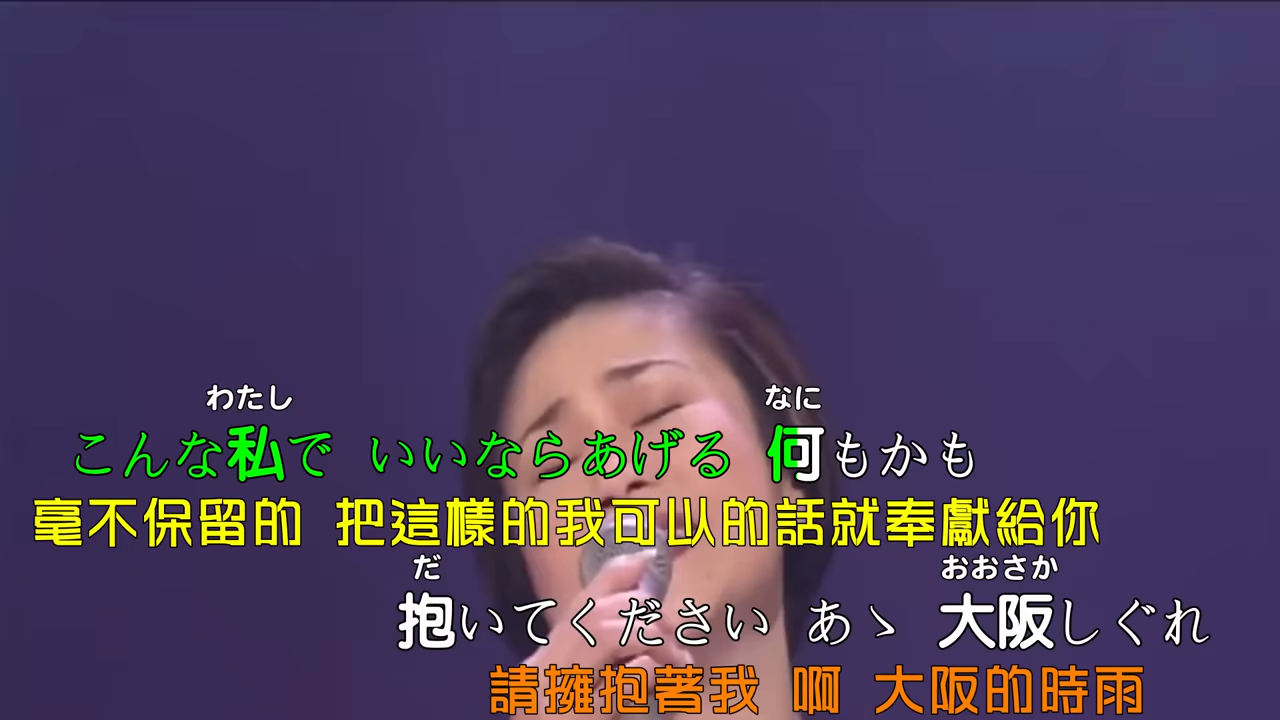 わたし なに
こんな私で いいならあげる 何もかも
毫不保留的 把這樣的我可以的話就奉獻給你
だ おおさか
抱いてください あゝ 大阪しぐれ
請擁抱著我 啊 大阪的時雨